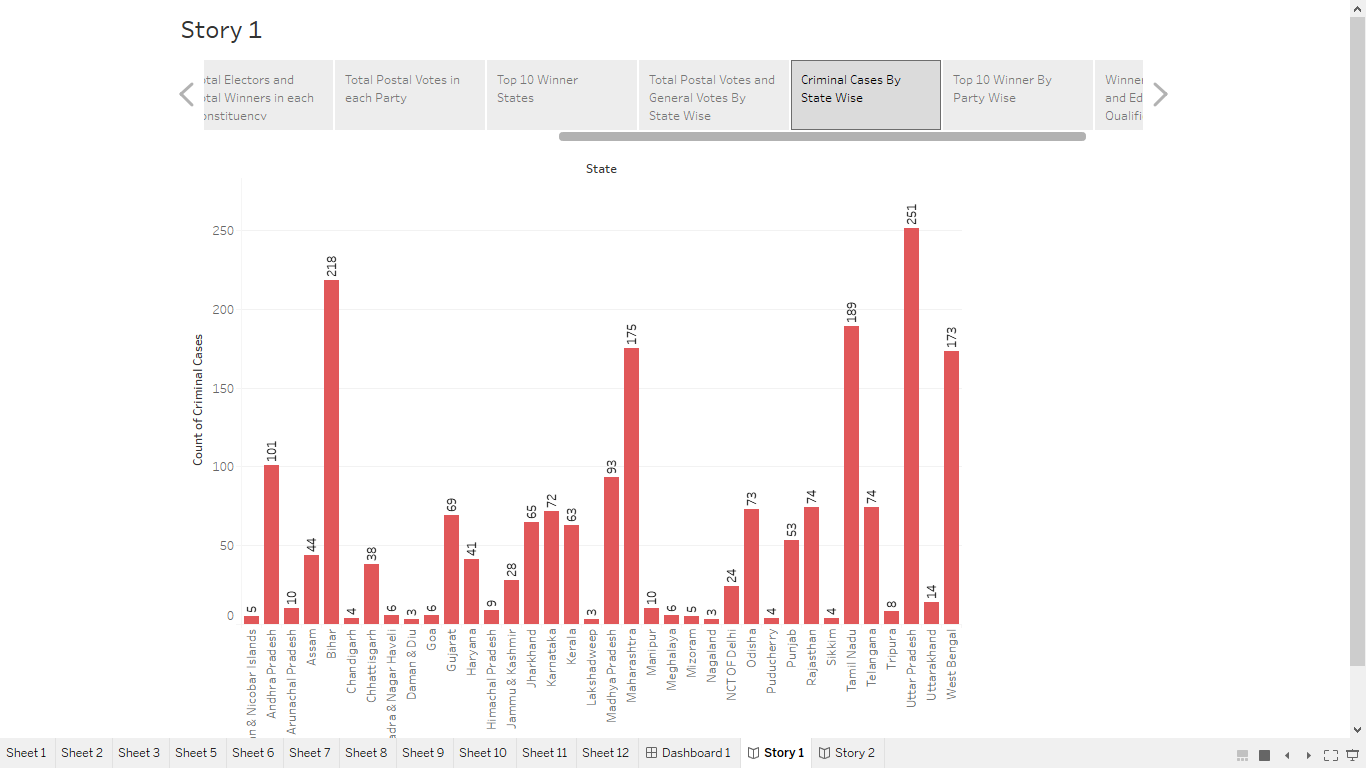 Story 1
otal Electors and
otal Winners in each
onstituency
Total Postal Votes in
each Party
Top 10 Winner
States
Total Postal Votes and
General Votes By
State Wise
Criminal Cases By
State Wise
Top 10 Winner By
Party Wise
Winner
and Ed
Qualifi
State
Count of Criminal Cases
250
200
150
100
50
0
5
101
10
44
218
4
38
6
3
6
69
41
9
28
65
72
63
3
93
175
10
6
5
3
24
73
4
53
74
4
189
74
8
251
14
173
n & Nicobar Islands
Andhra Pradesh
Arunachal Pradesh
Assam
Bihar
Chandigarh
Chhattisgarh
adra & Nagar Haveli
Daman & Diu
Goa
Gujarat
Haryana
Himachal Pradesh
Jammu & Kashmir
Jharkhand
Karnataka
Kerala
Lakshadweep
Madhya Pradesh
Maharashtra
Manipur
Meghalaya
Mizoram
Nagaland
NCT OF Delhi
Odisha
Puducherry
Punjab
Rajasthan
Sikkim
Tamil Nadu
Telangana
Tripura
Uttar Pradesh
Uttarakhand
West Bengal
Sheet 1
Sheet 2
Sheet 3
Sheet 5
Sheet 6
Sheet 7
Sheet 8
Sheet 9
Sheet 10
Sheet 11
Sheet 12
Dashboard 1
Story 1
Story 2